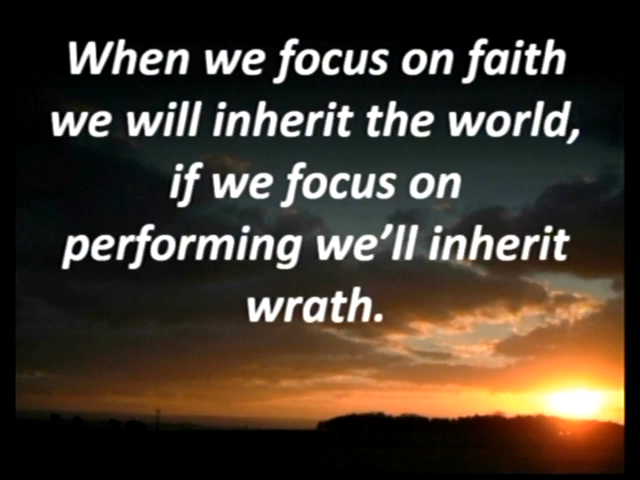 When we focus on faith
we will inherit the world,
if we focus on
performing we'll inherit
wrath.